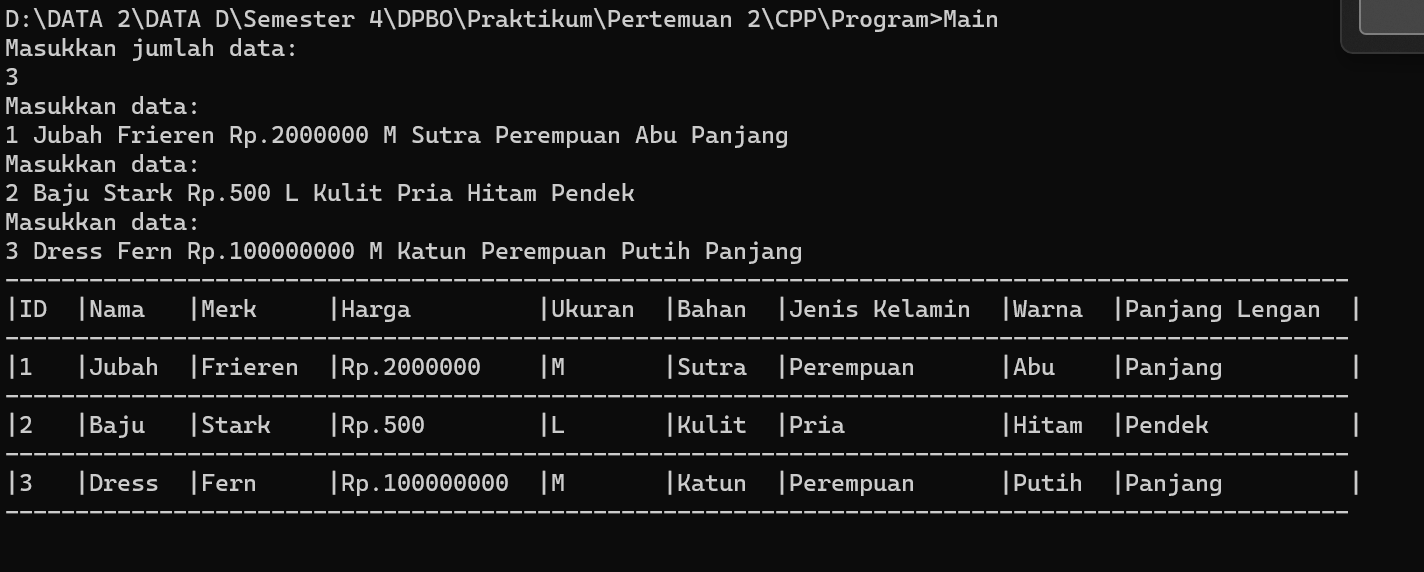 D:\DATA 2\DATA D\Semester 4\DPBO\Praktikum\Pertemuan 2\CPP\Program>Main
Masukkan jumlah data:
3
Masukkan data:
1 Jubah Frieren Rp.2000000 M Sutra Perempuan Abu Panjang
Masukkan data:
2 Baju Stark Rp.500 L Kulit Pria Hitam Pendek
Masukkan data:
3 Dress Fern Rp.100000000 M Katun Perempuan Putih Panjang
------------------------------------------------------------------------------------------------
|ID  |Nama   |Merk     |Harga         |Ukuran  |Bahan  |Jenis Kelamin  |Warna  |Panjang Lengan  |
------------------------------------------------------------------------------------------------
|1   |Jubah  |Frieren  |Rp.2000000    |M       |Sutra  |Perempuan      |Abu    |Panjang         |
------------------------------------------------------------------------------------------------
|2   |Baju   |Stark    |Rp.500        |L       |Kulit  |Pria           |Hitam  |Pendek          |
------------------------------------------------------------------------------------------------
|3   |Dress  |Fern     |Rp.100000000  |M       |Katun  |Perempuan      |Putih  |Panjang         |
------------------------------------------------------------------------------------------------